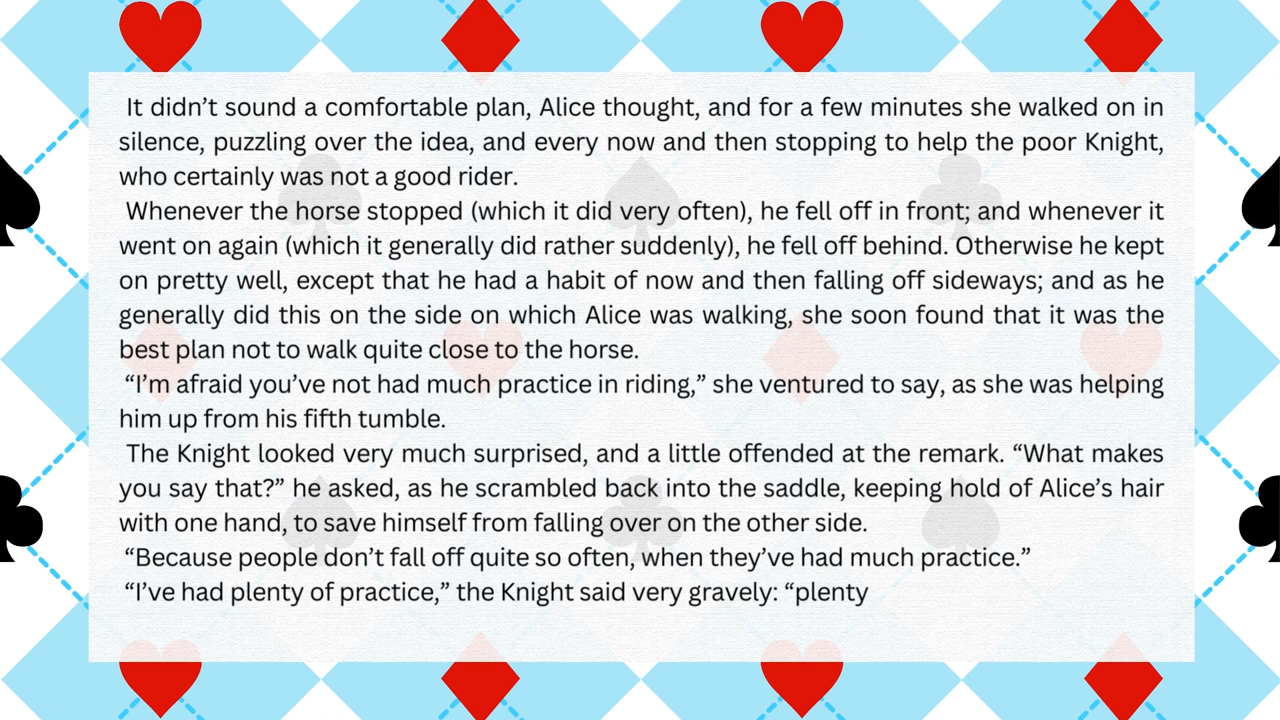 It didn’t sound a comfortable plan, Alice thought, and for a few minutes she walked on in
silence, puzzling over the idea, and every now and then stopping to help the poor Knight,
who certainly was not a good rider.
Whenever the horse stopped (which it did very often), he fell off in front; and whenever it
went on again (which it generally did rather suddenly), he fell off behind. Otherwise he kept
on pretty well, except that he had a habit of now and then falling off sideways; and as he
generally did this on the side on which Alice was walking, she soon found that it was the
best plan not to walk quite close to the horse.
“I’m afraid you’ve not had much practice in riding,” she ventured to say, as she was helping
him up from his fifth tumble.
The Knight looked very much surprised, and a little offended at the remark. “What makes
you say that?” he asked, as he scrambled back into the saddle, keeping hold of Alice’s hair
with one hand, to save himself from falling over on the other side.
“Because people don’t fall off quite so often, when they’ve had much practice.”
“I’ve had plenty of practice,” the Knight said very gravely: “plenty